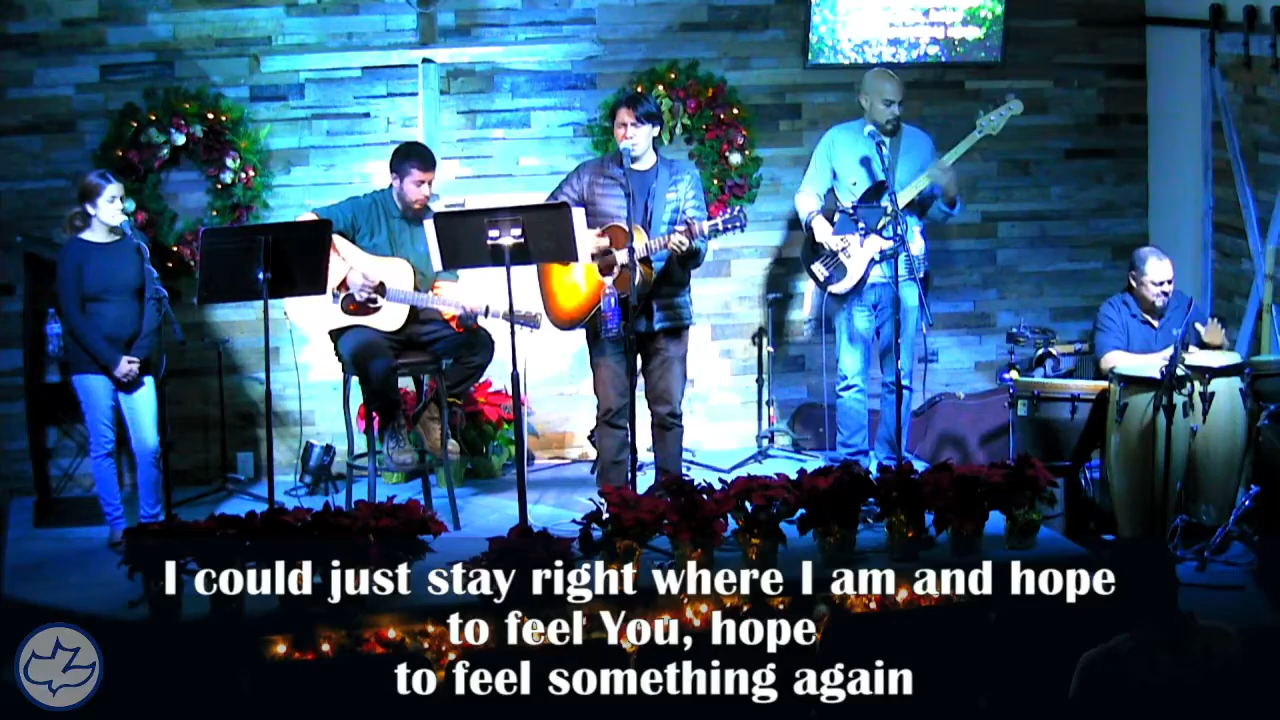 I could just stay right where I am and hope
to feel You, hope
to feel something again